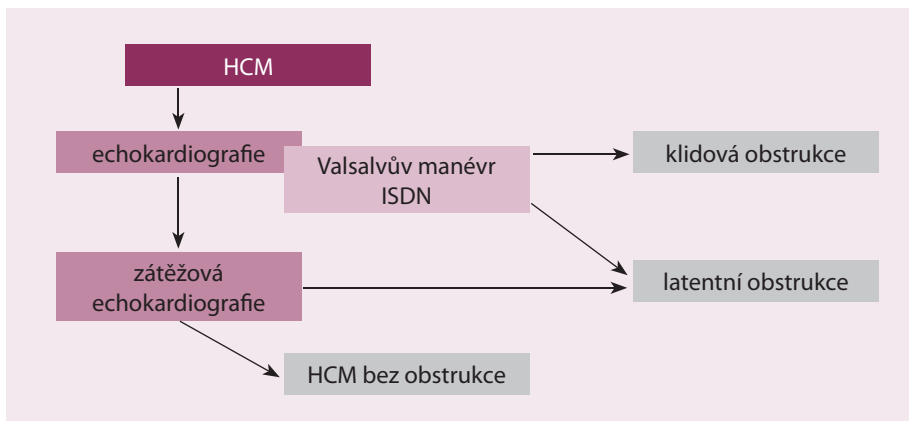 HCM
echokardiografie
Valsalvův manévr
ISDN
klidová obstrukce
zátěžová
echokardiografie
latentní obstrukce
HCM bez obstrukce